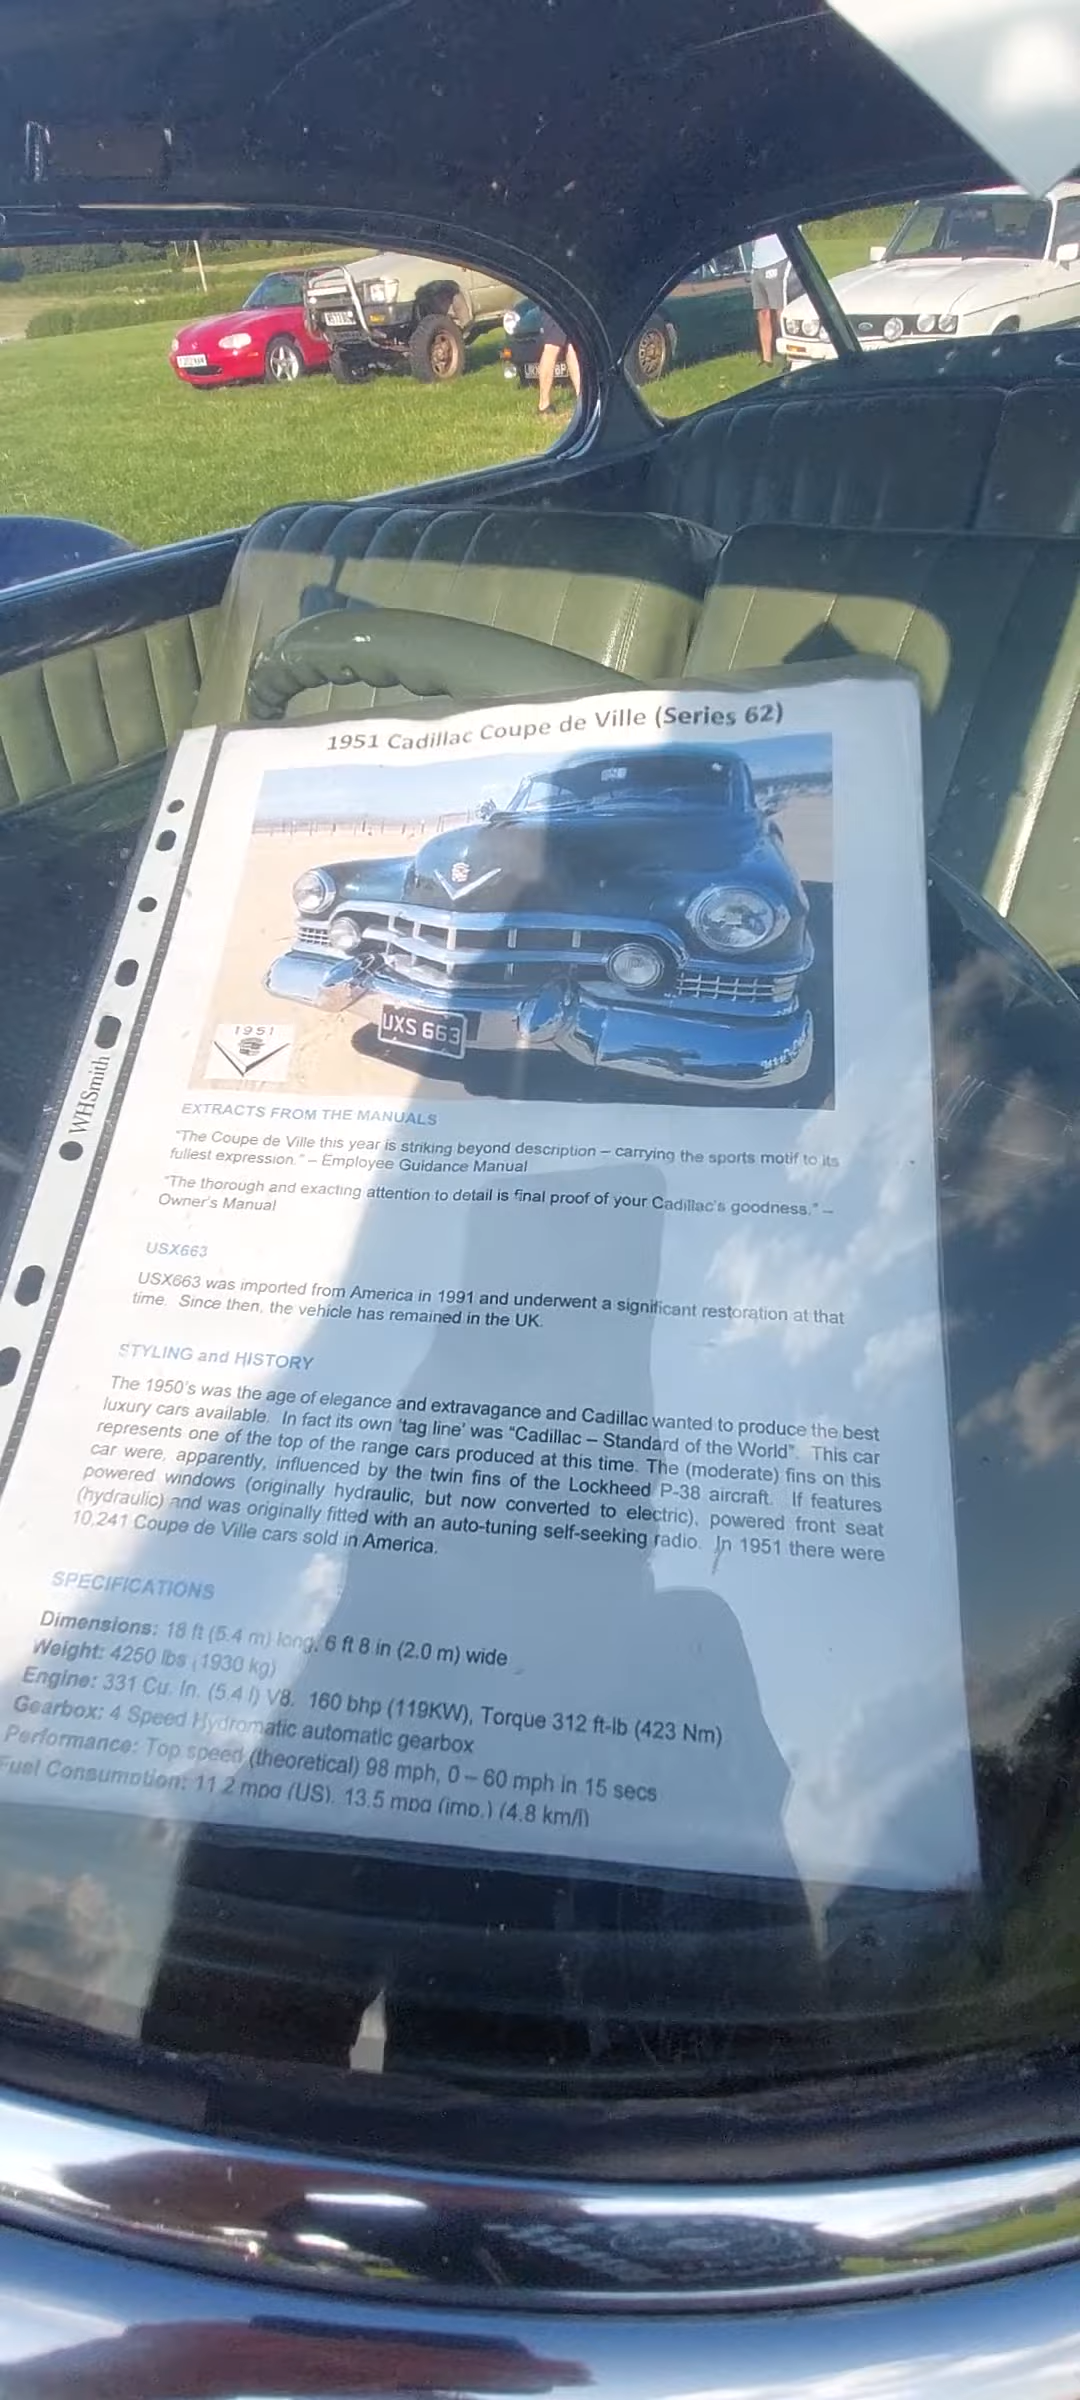 1951 Cadillac Coupe de Ville (Series 62)
UXS 663
1951
WHSmith
EXTRACTS FROM THE MANUALS
"The Coupe de Ville this year is striking beyond description – carrying the sports motif to its
fullest expression." – Employee Guidance Manual
"The thorough and exacting attention to detail is final proof of your Cadillac's goodness." –
Owner's Manual
USX663
USX663 was imported from America in 1991 and underwent a significant restoration at that
time. Since then, the vehicle has remained in the UK.
STYLING and HISTORY
The 1950's was the age of elegance and extravagance and Cadillac wanted to produce the best
luxury cars available. In fact its own 'tag line' was "Cadillac – Standard of the World". This car
represents one of the top of the range cars produced at this time. The (moderate) fins on this
car were, apparently, influenced by the twin fins of the Lockheed P-38 aircraft. If features
powered windows (originally hydraulic, but now converted to electric), powered front seat
(hydraulic) and was originally fitted with an auto-tuning self-seeking radio. In 1951 there were
10,241 Coupe de Ville cars sold in America.
SPECIFICATIONS
Dimensions: 18 ft (5.4 m) long, 6 ft 8 in (2.0 m) wide
Weight: 4250 lbs (1930 kg)
Engine: 331 Cu. In. (5.4 l) V8. 160 bhp (119KW), Torque 312 ft-lb (423 Nm)
Gearbox: 4 Speed Hydromatic automatic gearbox
Performance: Top speed (theoretical) 98 mph, 0 – 60 mph in 15 secs
Fuel Consumption: 11.2 mpg (US). 13.5 mpg (imp.) (4.8 km/l)